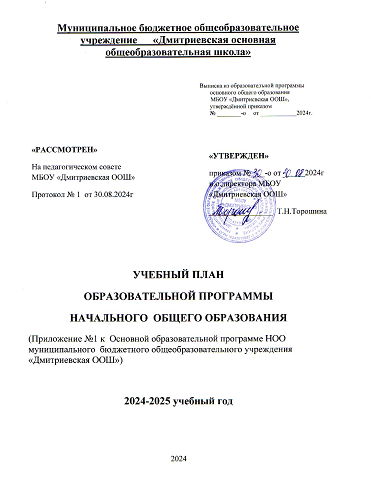 Муниципальное бюджетное общеобразовательное
учреждение «Дмитриевская основная
общеобразовательная школа»
Выписка из образовательной программы
основного общего образования
МБОУ «Дмитриевская ООШ»,
утверждённой приказом
№ ________-о от ____________2024г.
«РАССМОТРЕН»
На педагогическом совете
МБОУ «Дмитриевская ООШ»
Протокол № 1 от 30.08.2024г
«УТВЕРЖДЕН»
приказом № 30 -о от 30.08 2024г
директора МБОУ
«Дмитриевская ООШ»
Т.Н.Торошина
УЧЕБНЫЙ ПЛАН
ОБРАЗОВАТЕЛЬНОЙ ПРОГРАММЫ
НАЧАЛЬНОГО ОБЩЕГО ОБРАЗОВАНИЯ
(Приложение №1 к Основной образовательной программе НОО
муниципального бюджетного общеобразовательного учреждения
«Дмитриевская ООШ»)
2024-2025 учебный год
2024